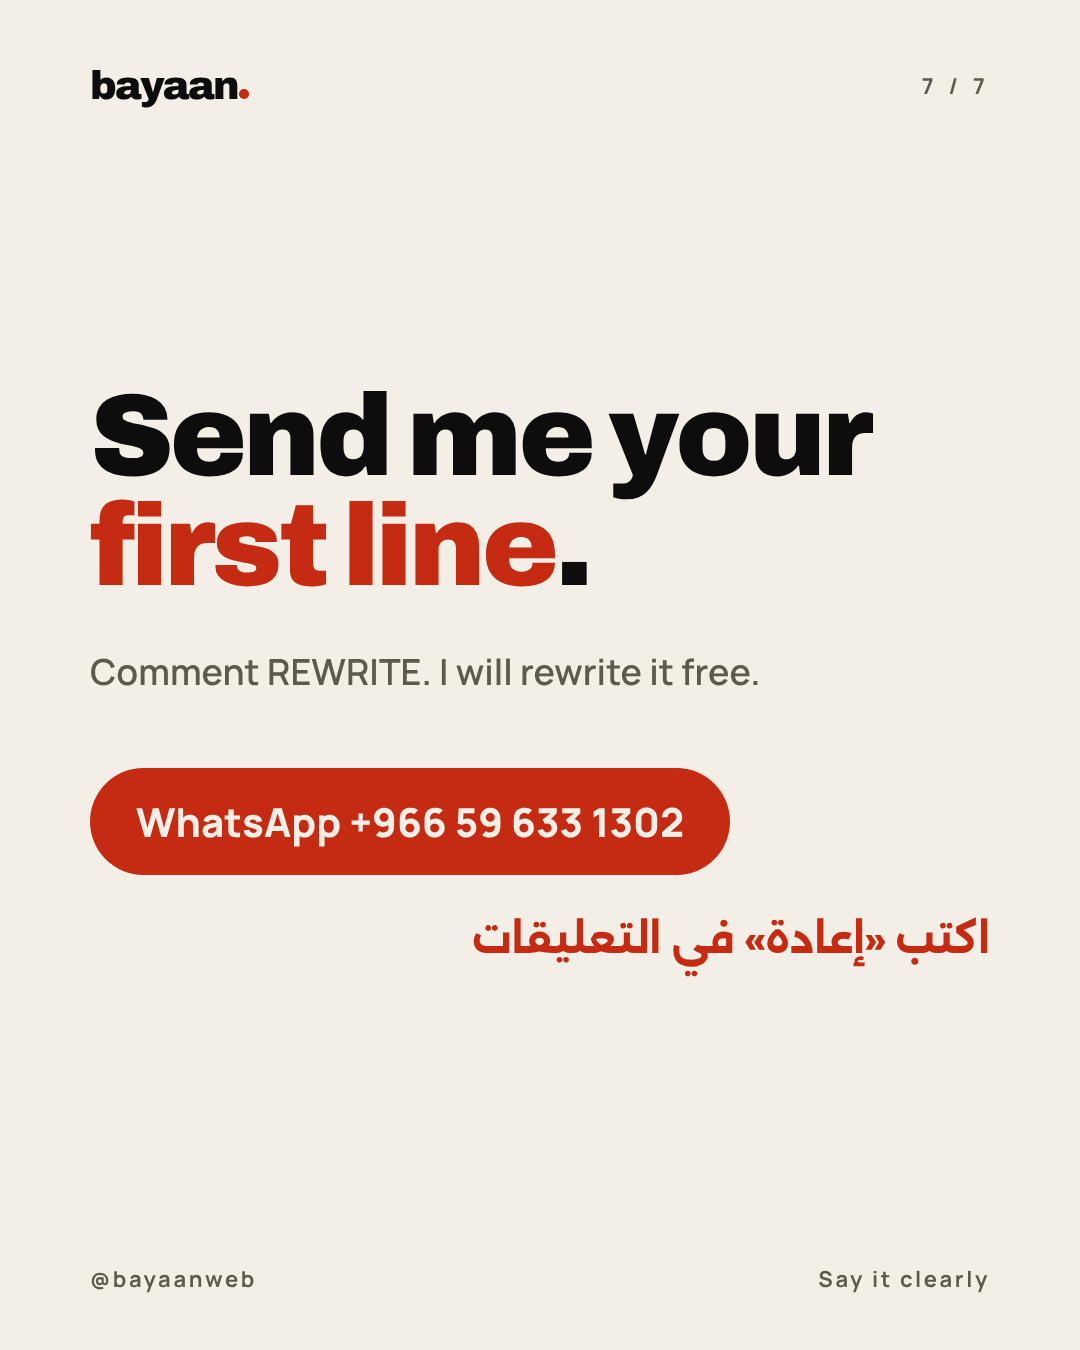 bayaan.
7 / 7
Send me your
first line.
Comment REWRITE. I will rewrite it free.
WhatsApp +966 59 633 1302
اكتب «إعادة» في التعليقات
@bayaanweb
Say it clearly